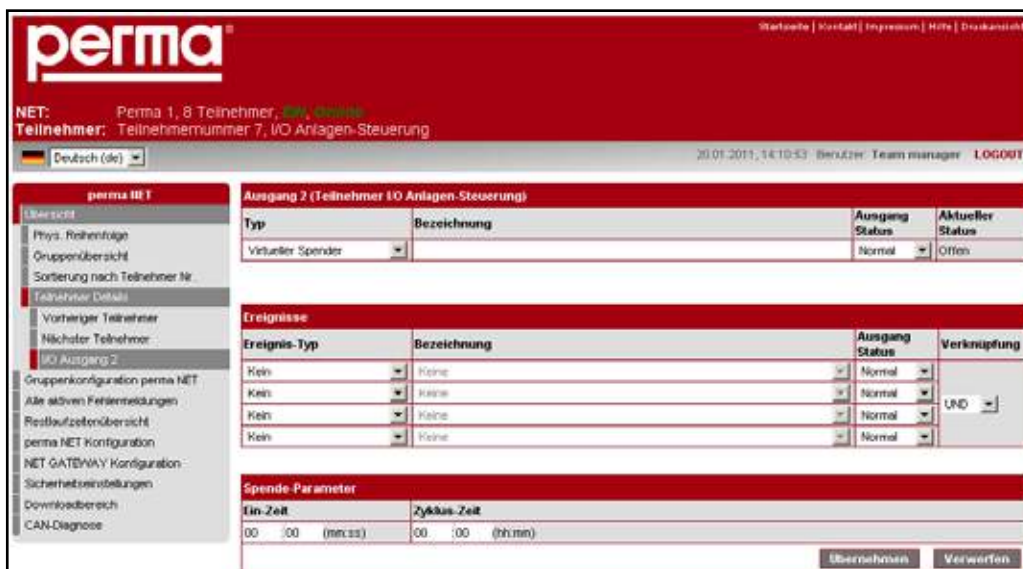 perma®
Startseite | Kontakt | Impressum | Hilfe | Druckansicht
NET: Perma 1, 8 Teilnehmer, EIN, Online
Teilnehmer: Teilnehmernummer 7, I/O Anlagen-Steuerung
Deutsch (de)
20.01.2011, 14:10:53 Benutzer: Team manager LOGOUT
perma NET
Übersicht
Phys. Reihenfolge
Gruppenübersicht
Sortierung nach Teilnehmer Nr.
Teilnehmer Details
Vorheriger Teilnehmer
Nächster Teilnehmer
I/O Ausgang 2
Gruppenkonfiguration perma NET
Alle aktiven Fehlermeldungen
Restlaufzeitenübersicht
perma NET Konfiguration
NET GATEWAY Konfiguration
Sicherheitseinstellungen
Downloadbereich
CAN-Diagnose
Ausgang 2 (Teilnehmer I/O Anlagen-Steuerung)
Typ Bezeichnung Ausgang Status Aktueller Status
Virtueller Spender Normal Offen
Ereignisse
Ereignis-Typ Bezeichnung Ausgang Status Verknüpfung
Kein Keine Normal
Kein Keine Normal
UND
Kein Keine Normal
Kein Keine Normal
Spende-Parameter
Ein-Zeit Zyklus-Zeit
00 :00 (mm:ss) 00 :00 (hh:mm)
Übernehmen Verwerfen